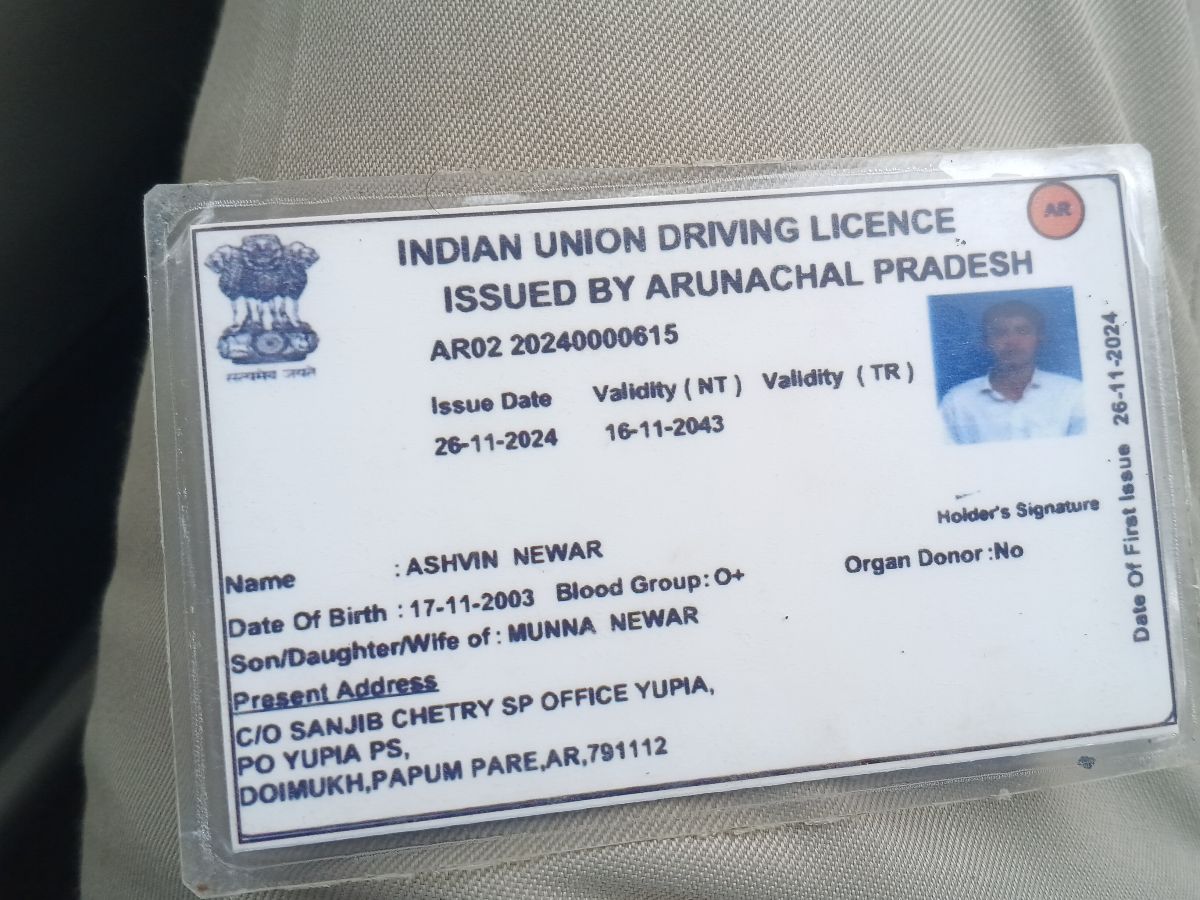 INDIAN UNION DRIVING LICENCE
AR
ISSUED BY ARUNACHAL PRADESH
सत्यमेव जयते
AR02 20240000615
Issue Date Validity ( NT ) Validity ( TR )
26-11-2024 16-11-2043
Date Of First Issue 26-11-2024
Holder's Signature
Name : ASHVIN NEWAR
Organ Donor :No
Date Of Birth : 17-11-2003 Blood Group: O+
Son/Daughter/Wife of : MUNNA NEWAR
Present Address
C/O SANJIB CHETRY SP OFFICE YUPIA,
PO YUPIA PS,
DOIMUKH,PAPUM PARE,AR,791112